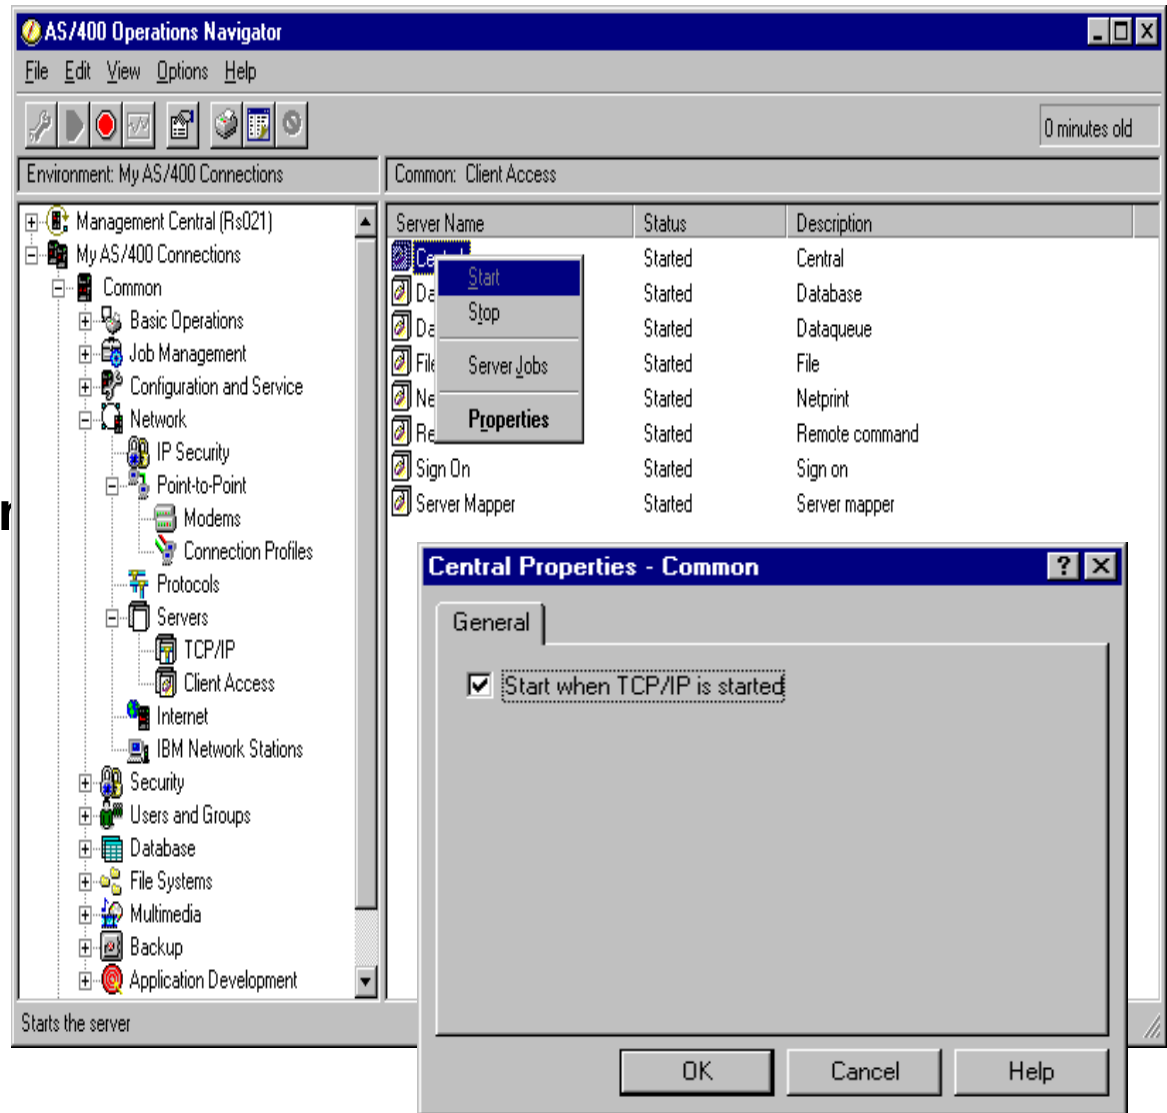 AS/400 Operations Navigator
File Edit View Options Help
0 minutes old
Environment: My AS/400 Connections
Common: Client Access
Management Central (Rs021)
My AS/400 Connections
Common
Basic Operations
Job Management
Configuration and Service
Network
IP Security
Point-to-Point
Modems
Connection Profiles
Protocols
Servers
TCP/IP
Client Access
Internet
IBM Network Stations
Security
Users and Groups
Database
File Systems
Multimedia
Backup
Application Development
Server Name Status Description
Started Central
Da Started Database
Da Started Dataqueue
File Started File
Ne Started Netprint
Re Started Remote command
Sign On Started Sign on
Server Mapper Started Server mapper
Start
Stop
Server Jobs
Properties
Central Properties - Common
General
Start when TCP/IP is started
OK Cancel Help
Starts the server